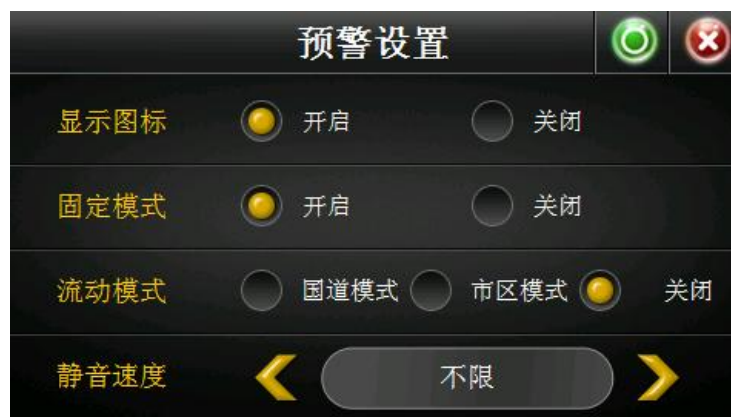 预警设置
显示图标 开启 关闭
固定模式 开启 关闭
流动模式 国道模式 市区模式 关闭
静音速度 不限